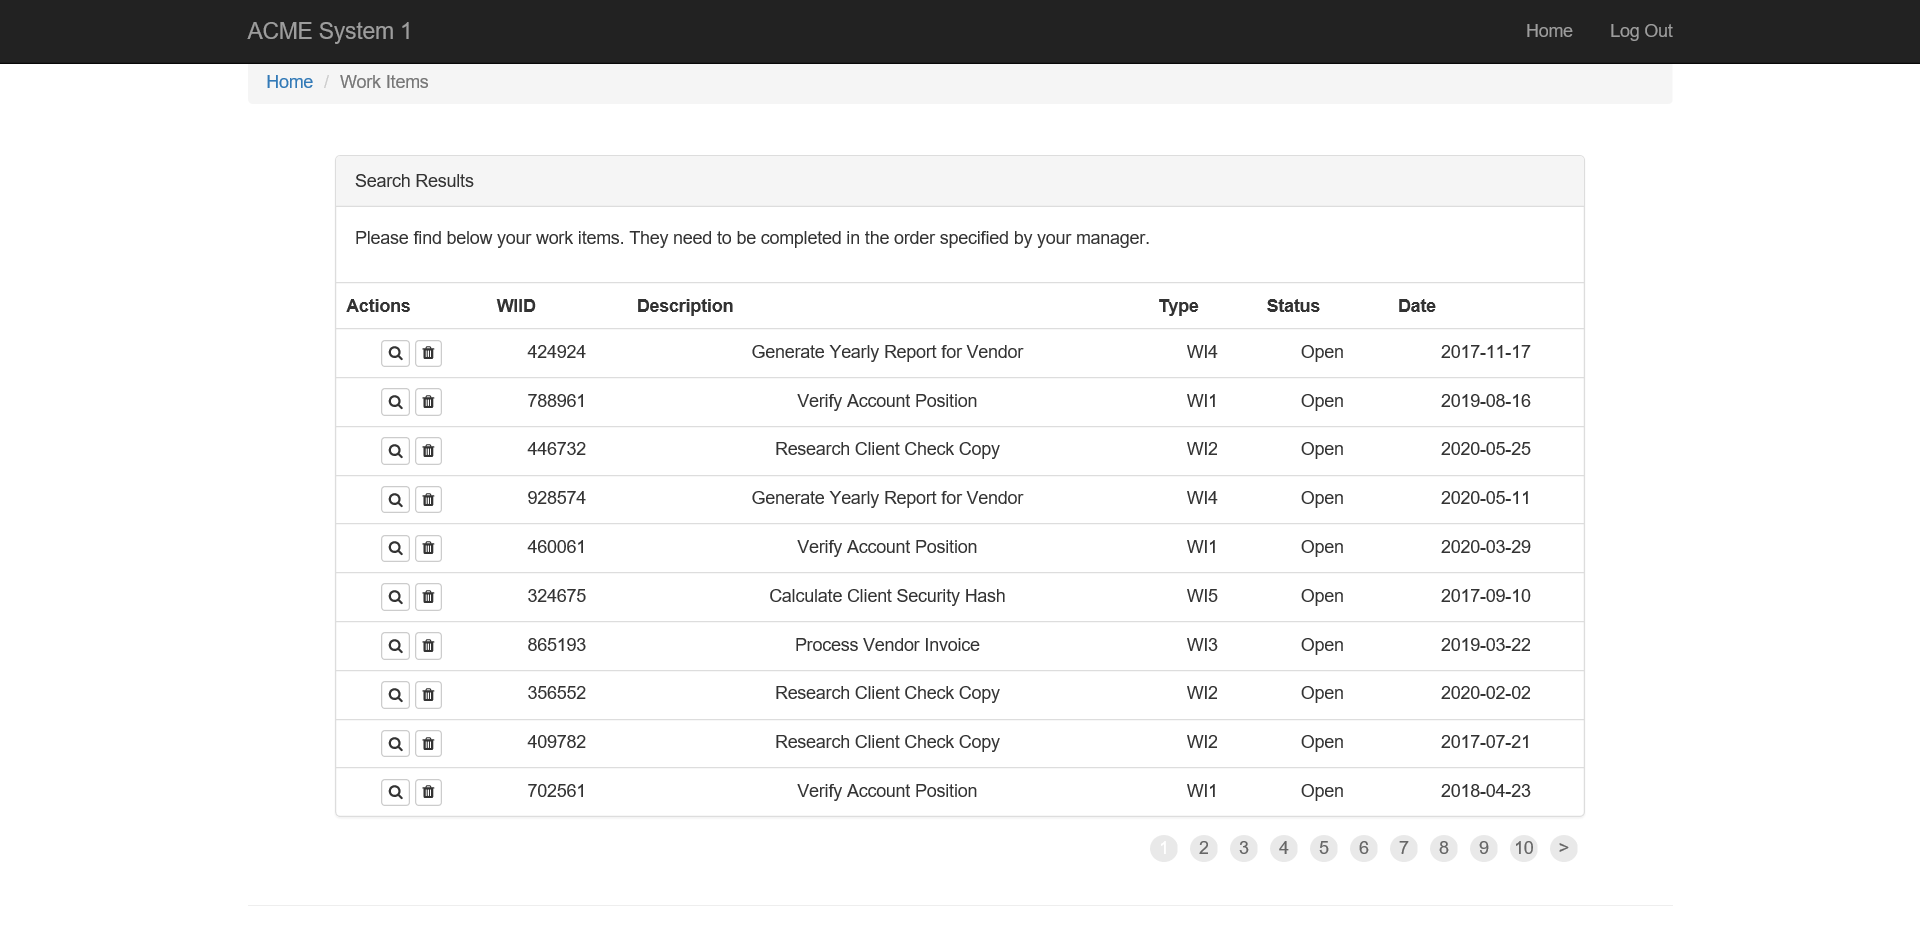 ACME System 1 Home Log Out
Home / Work Items
Search Results
Please find below your work items. They need to be completed in the order specified by your manager.
Actions WIID Description Type Status Date
424924 Generate Yearly Report for Vendor WI4 Open 2017-11-17
788961 Verify Account Position WI1 Open 2019-08-16
446732 Research Client Check Copy WI2 Open 2020-05-25
928574 Generate Yearly Report for Vendor WI4 Open 2020-05-11
460061 Verify Account Position WI1 Open 2020-03-29
324675 Calculate Client Security Hash WI5 Open 2017-09-10
865193 Process Vendor Invoice WI3 Open 2019-03-22
356552 Research Client Check Copy WI2 Open 2020-02-02
409782 Research Client Check Copy WI2 Open 2017-07-21
702561 Verify Account Position WI1 Open 2018-04-23
1 2 3 4 5 6 7 8 9 10 >